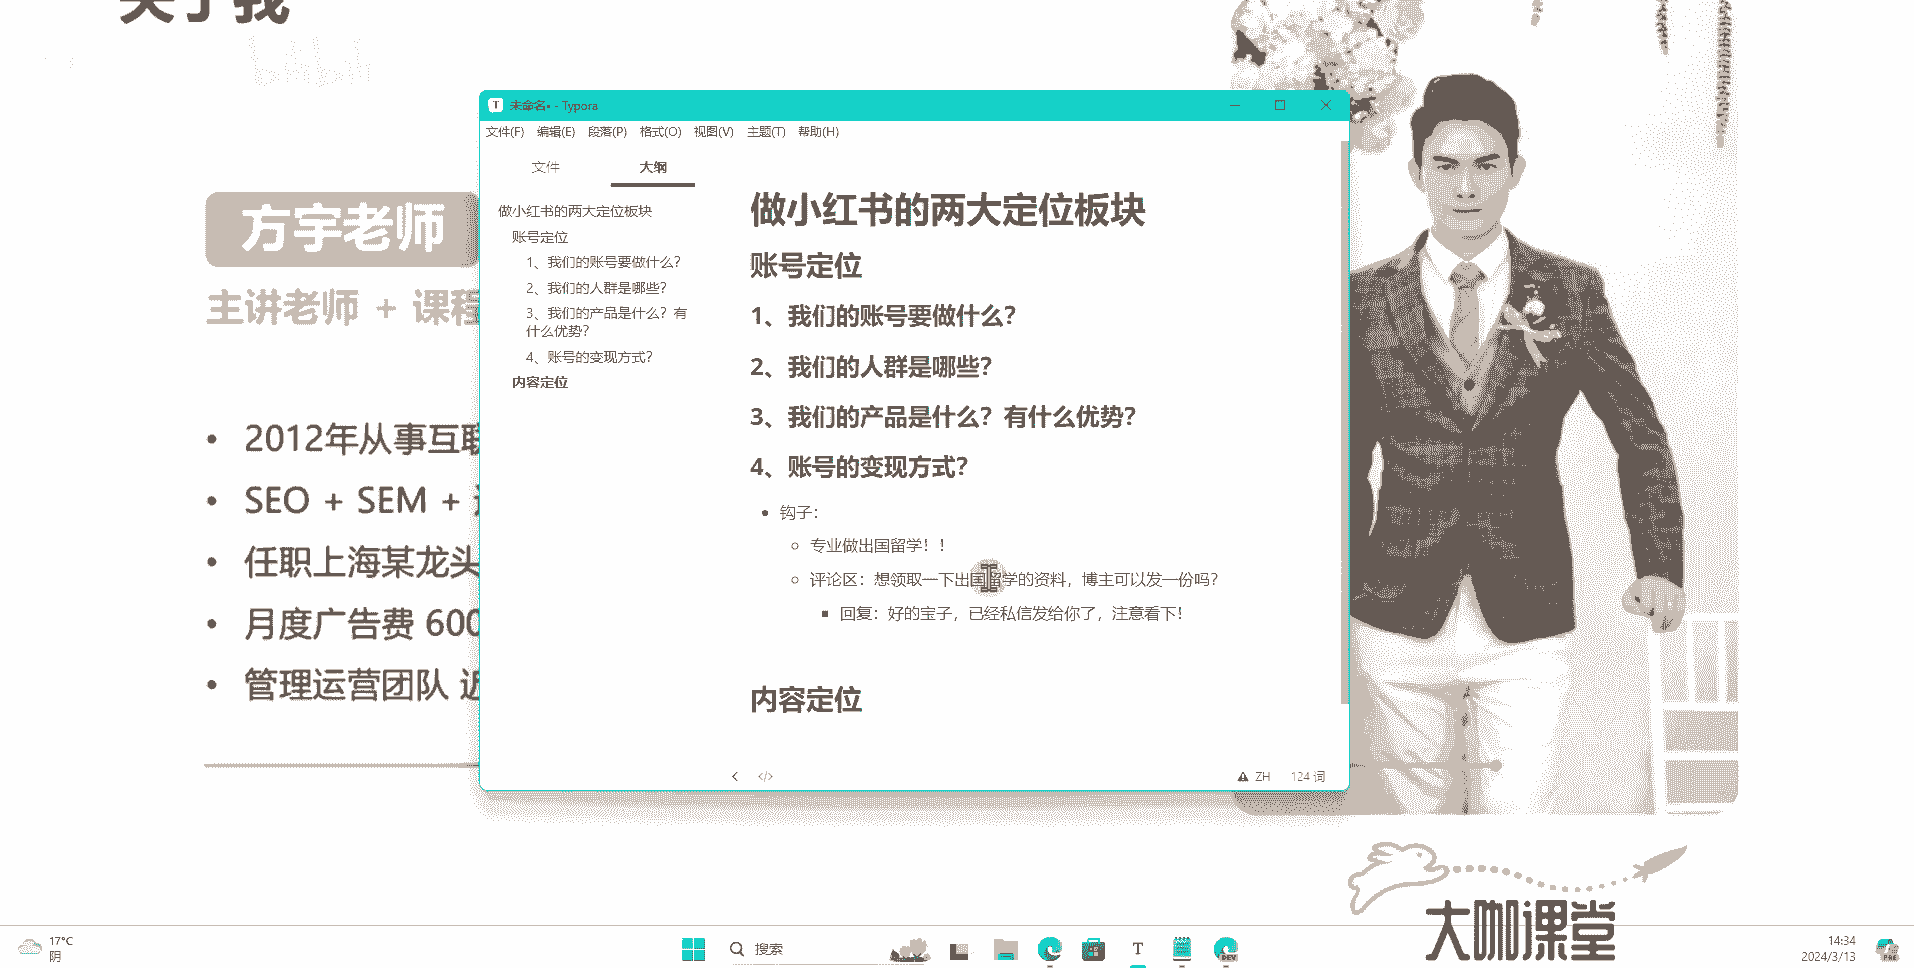 关于我
bilibili
方宇老师
主讲老师 + 课程
2012年从事互联
SEO + SEM +
任职上海某龙头
月度广告费 600
管理运营团队 近
T 未命名• - Typora
文件(F) 编辑(E) 段落(P) 格式(O) 视图(V) 主题(T) 帮助(H)
文件 大纲
做小红书的两大定位板块
账号定位
1、我们的账号要做什么？
2、我们的人群是哪些？
3、我们的产品是什么？有
什么优势？
4、账号的变现方式？
内容定位
做小红书的两大定位板块
账号定位
1、我们的账号要做什么？
2、我们的人群是哪些？
3、我们的产品是什么？有什么优势？
4、账号的变现方式？
钩子：
专业做出国留学！！
评论区：想领取一下出国留学的资料，博主可以发一份吗？
回复：好的宝子，已经私信发给你了，注意看下！
内容定位
ZH 124 词
大咖课堂
17°C
阴
搜索
T
DEV
14:34
2024/3/13
PRE